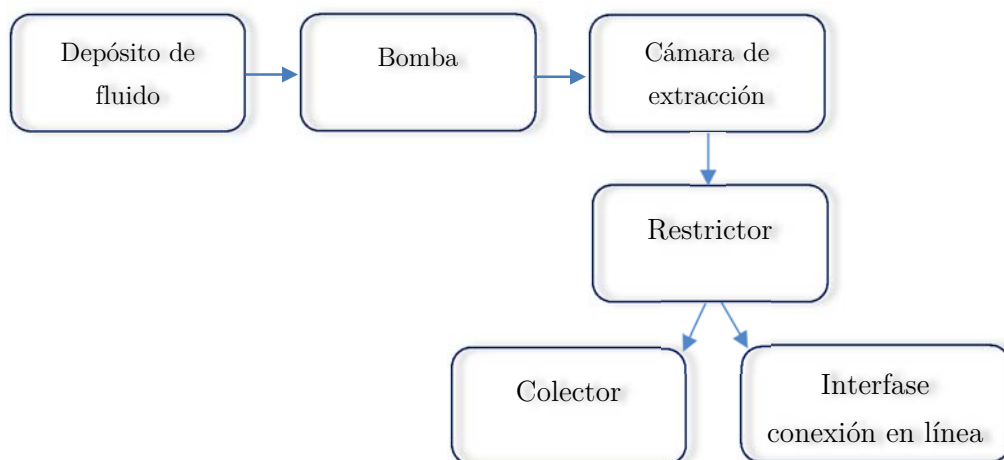 Depósito de
fluido
Bomba
Cámara de
extracción
Restrictor
Colector
Interfase
conexión en línea